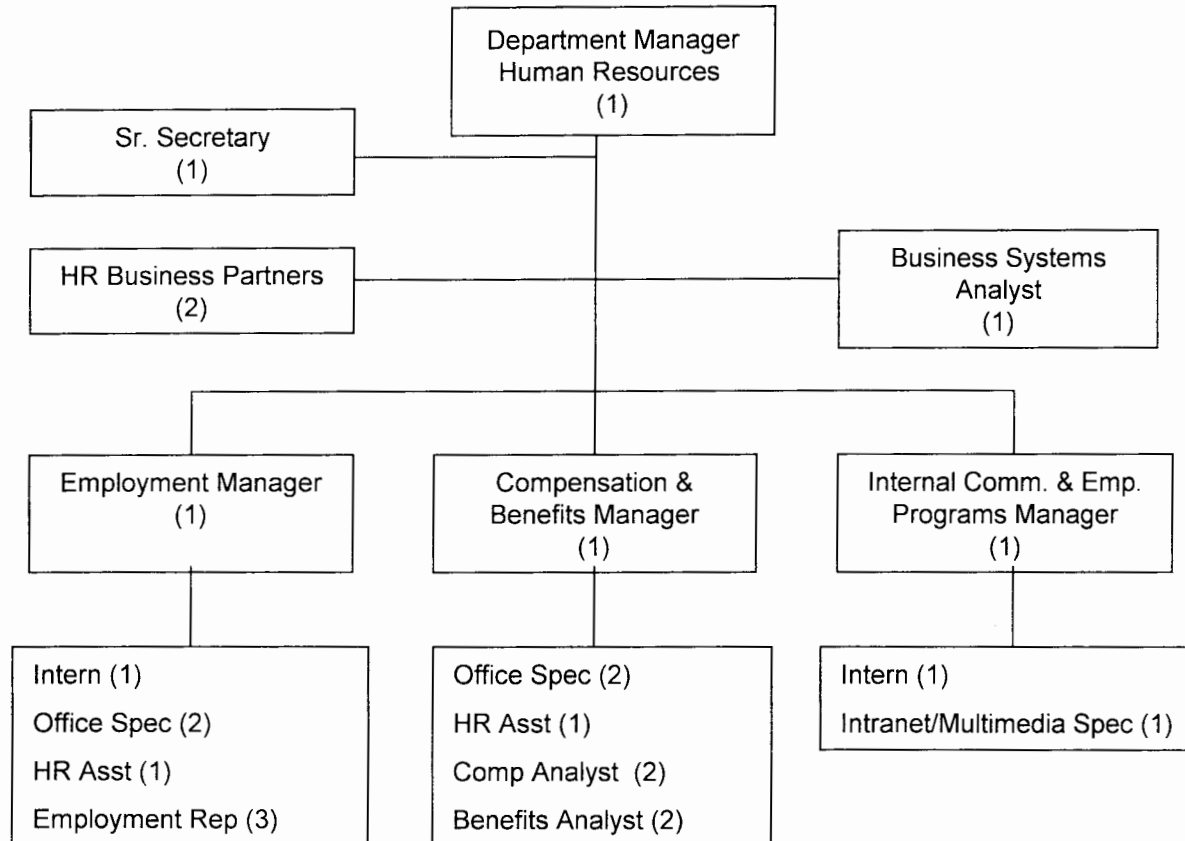 Department Manager
Human Resources
(1)
Sr. Secretary
(1)
HR Business Partners
(2)
Business Systems
Analyst
(1)
Employment Manager
(1)
Compensation &
Benefits Manager
(1)
Internal Comm. & Emp.
Programs Manager
(1)
Intern (1)
Office Spec (2)
HR Asst (1)
Employment Rep (3)
Office Spec (2)
HR Asst (1)
Comp Analyst (2)
Benefits Analyst (2)
Intern (1)
Intranet/Multimedia Spec (1)